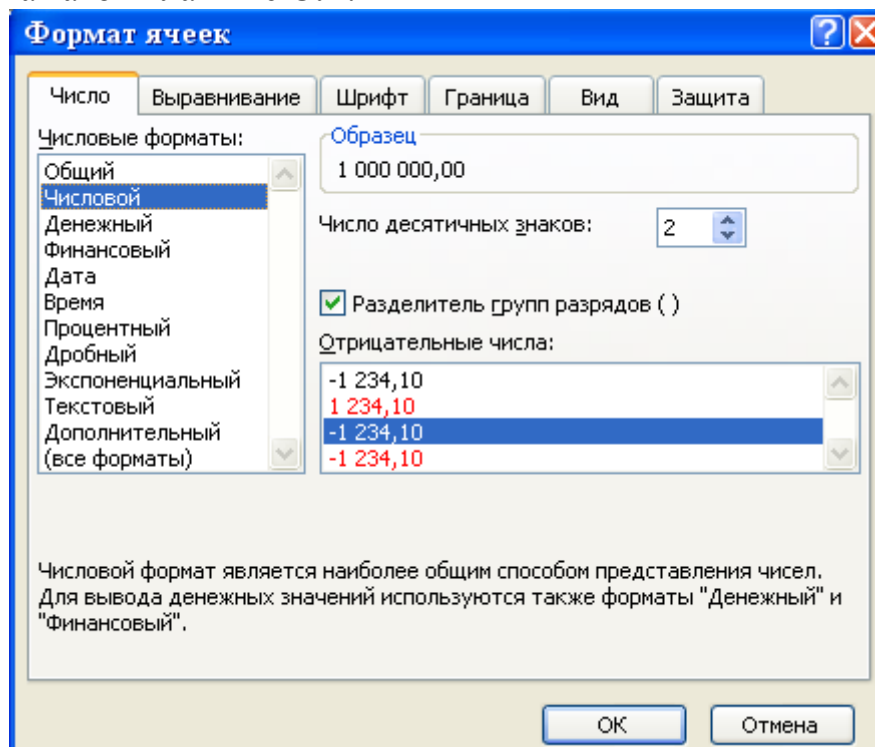 Формат ячеек
Число Выравнивание Шрифт Граница Вид Защита
Числовые форматы:
Общий
Числовой
Денежный
Финансовый
Дата
Время
Процентный
Дробный
Экспоненциальный
Текстовый
Дополнительный
(все форматы)
Образец
1 000 000,00
Число десятичных знаков: 2
Разделитель групп разрядов ( )
Отрицательные числа:
-1 234,10
1 234,10
-1 234,10
-1 234,10
Числовой формат является наиболее общим способом представления чисел.
Для вывода денежных значений используются также форматы "Денежный" и
"Финансовый".
ОК Отмена